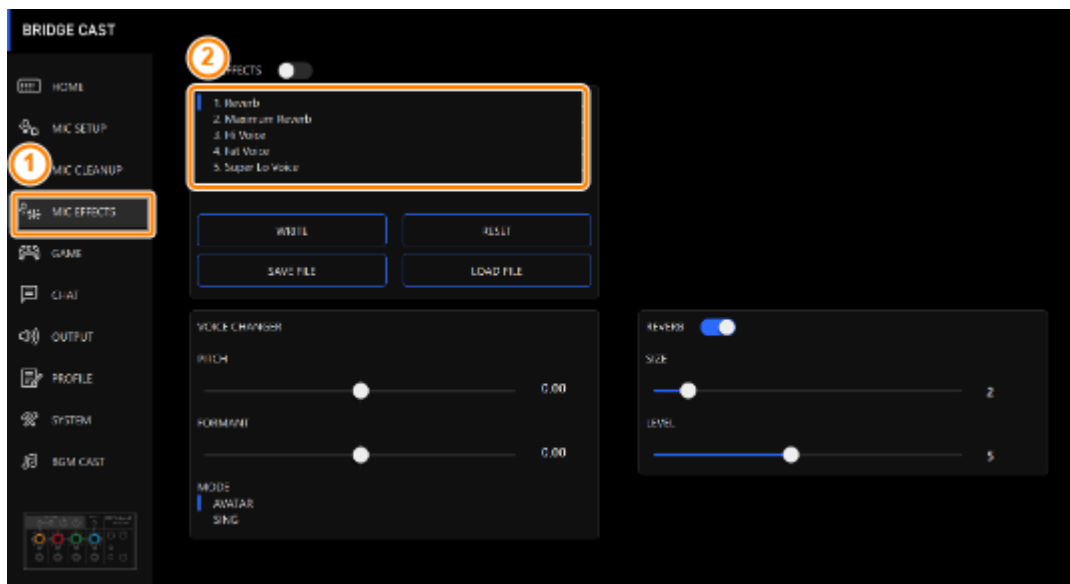 BRIDGE CAST
2
EFFECTS
HOME
1. Reverb
2. Maximum Reverb
3. Hi Voice
4. Fat Voice
5. Super Lo Voice
MIC SETUP
1
MIC CLEANUP
MIC EFFECTS
WRITE
RESET
GAME
SAVE FILE
LOAD FILE
CHAT
VOICE CHANGER
REVERB
OUTPUT
PITCH
SIZE
PROFILE
0.00
2
SYSTEM
FORMANT
LEVEL
BGM CAST
0.00
5
MODE
AVATAR
SING